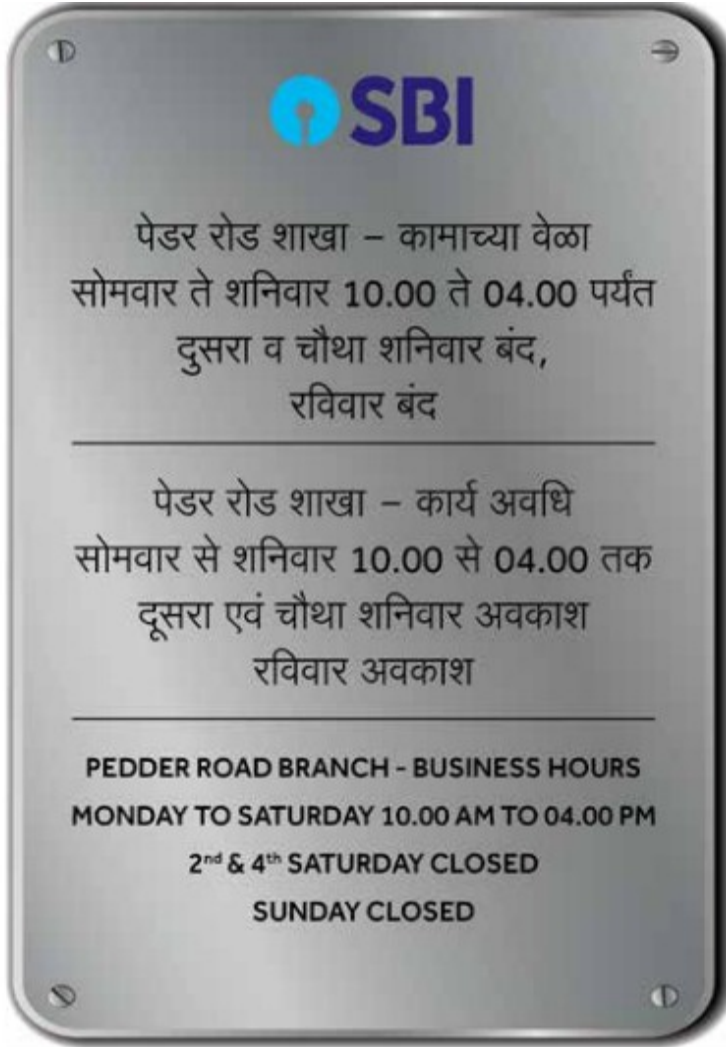 SBI
पेडर रोड शाखा – कामाच्या वेळा
सोमवार ते शनिवार 10.00 ते 04.00 पर्यंत
दुसरा व चौथा शनिवार बंद,
रविवार बंद
पेडर रोड शाखा – कार्य अवधि
सोमवार से शनिवार 10.00 से 04.00 तक
दूसरा एवं चौथा शनिवार अवकाश
रविवार अवकाश
PEDDER ROAD BRANCH - BUSINESS HOURS
MONDAY TO SATURDAY 10.00 AM TO 04.00 PM
2nd & 4th SATURDAY CLOSED
SUNDAY CLOSED